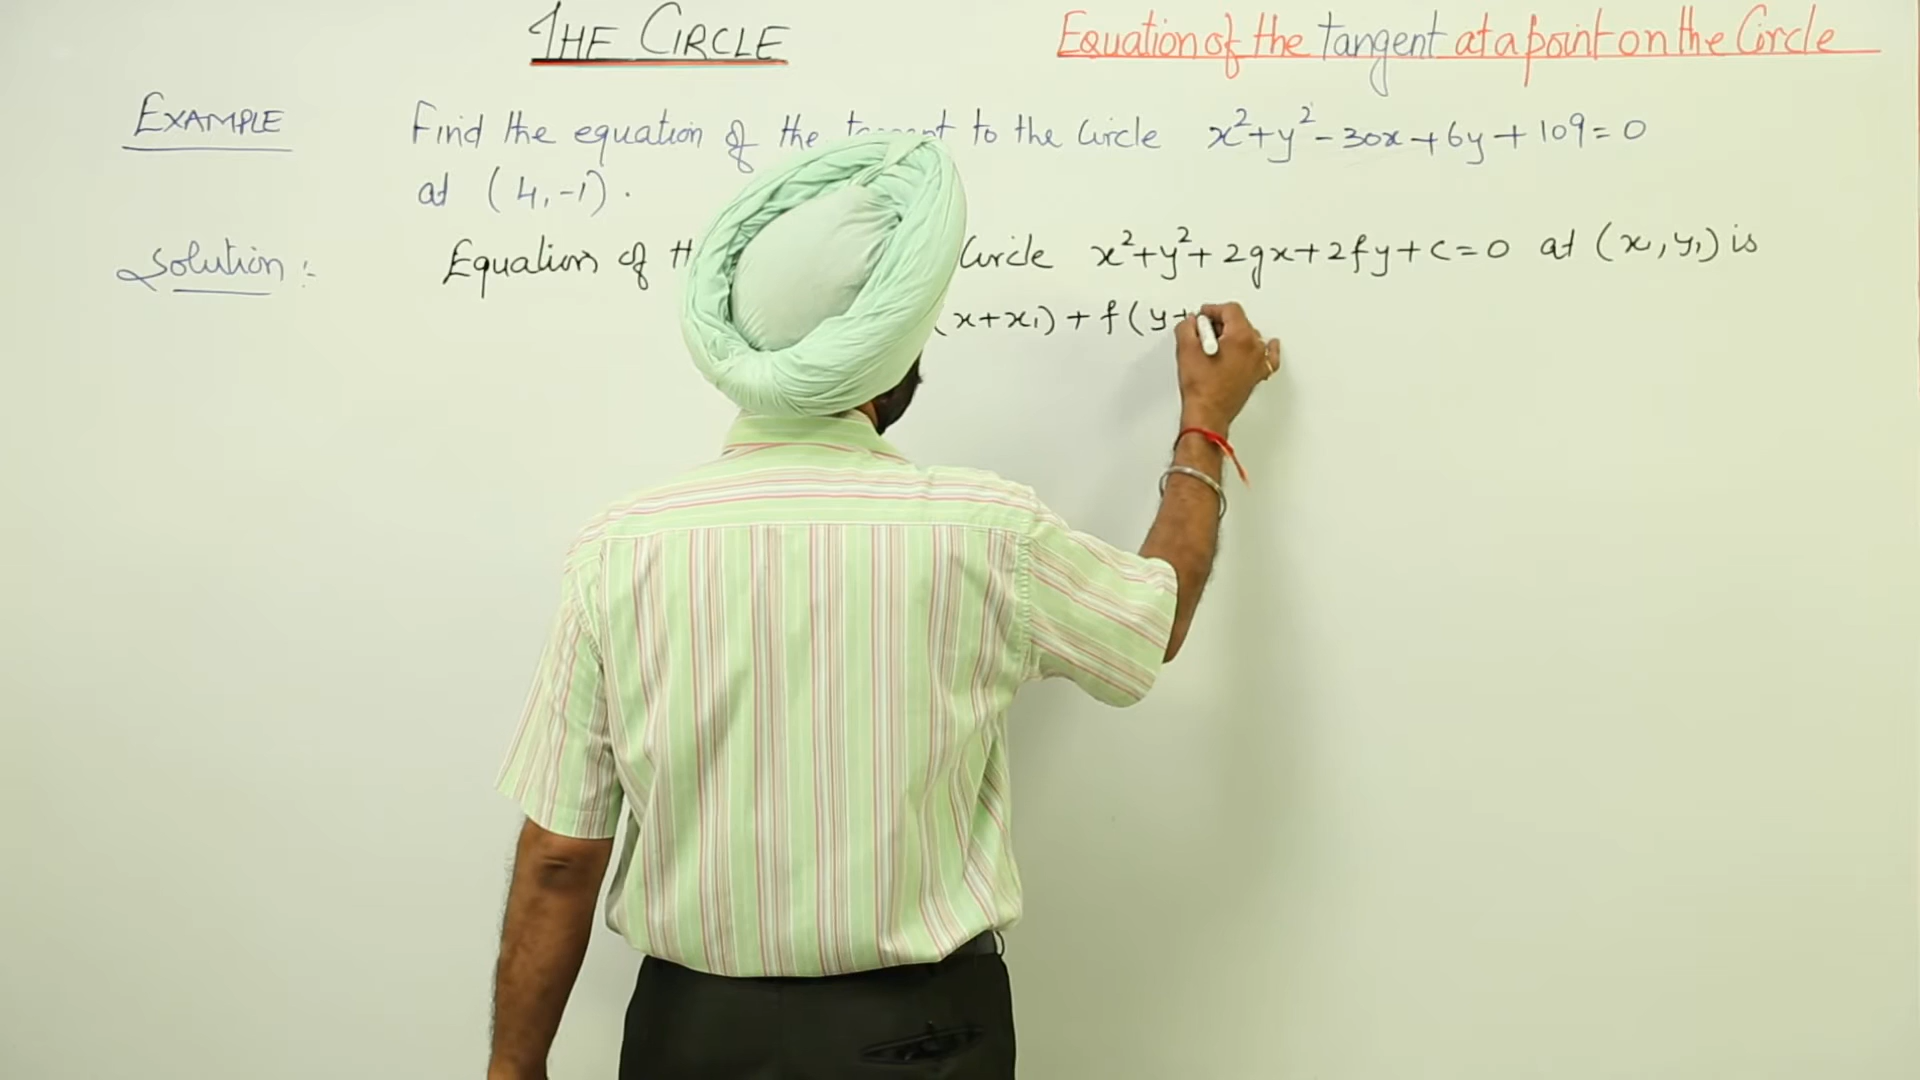 THE CIRCLE
Equation of the tangent at a point on the Circle
EXAMPLE
Find the equation of the tangent to the Circle x²+y²-30x+6y+109=0
at (4,-1).
Solution :-
Equation of Circle x²+y²+2gx+2fy+c=0 at (x₁,y₁) is
(x+x₁)+f(y+